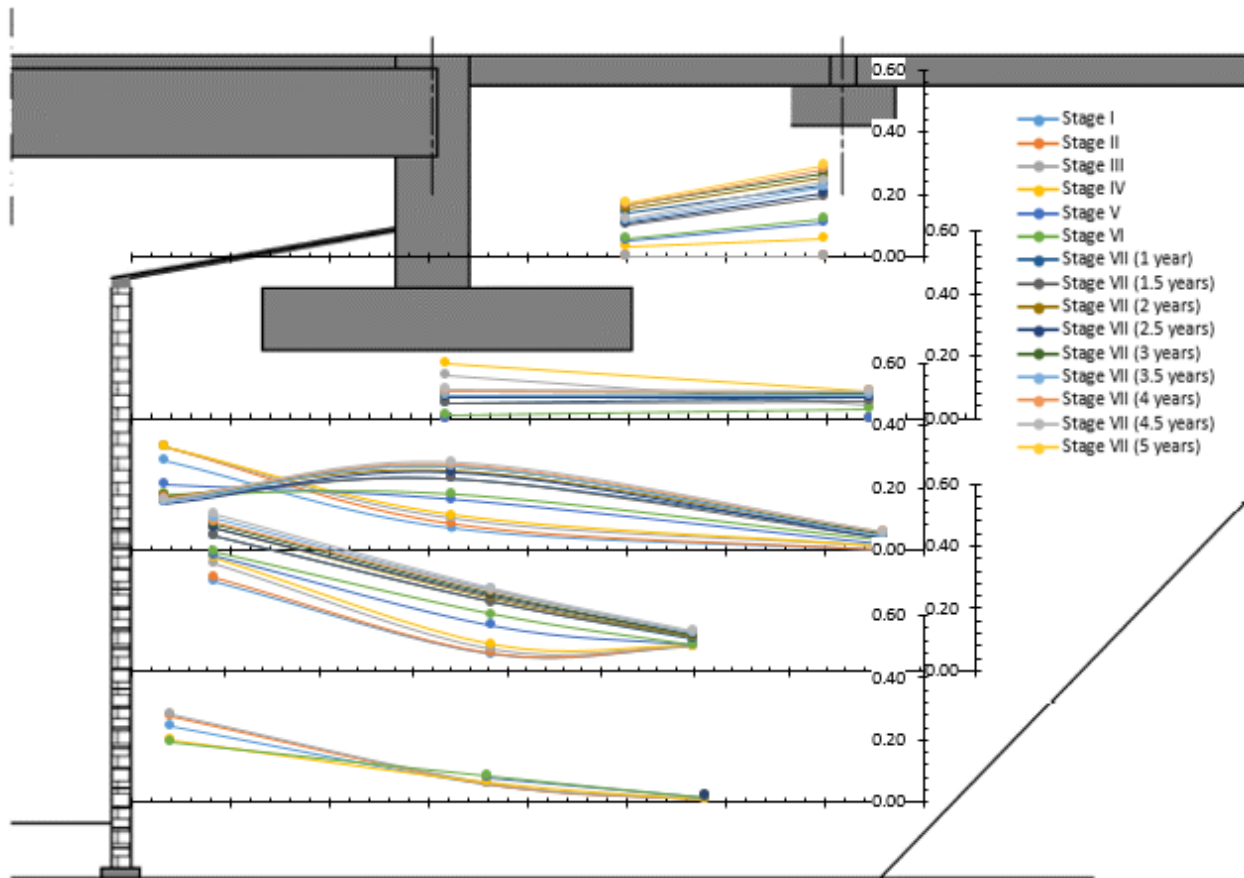 0.60
0.40
0.20
0.00
0.60
0.40
0.20
0.00
0.60
0.40
0.20
0.00
0.60
0.40
0.20
0.00
0.60
0.40
0.20
0.00
Stage I
Stage II
Stage III
Stage IV
Stage V
Stage VI
Stage VII (1 year)
Stage VII (1.5 years)
Stage VII (2 years)
Stage VII (2.5 years)
Stage VII (3 years)
Stage VII (3.5 years)
Stage VII (4 years)
Stage VII (4.5 years)
Stage VII (5 years)